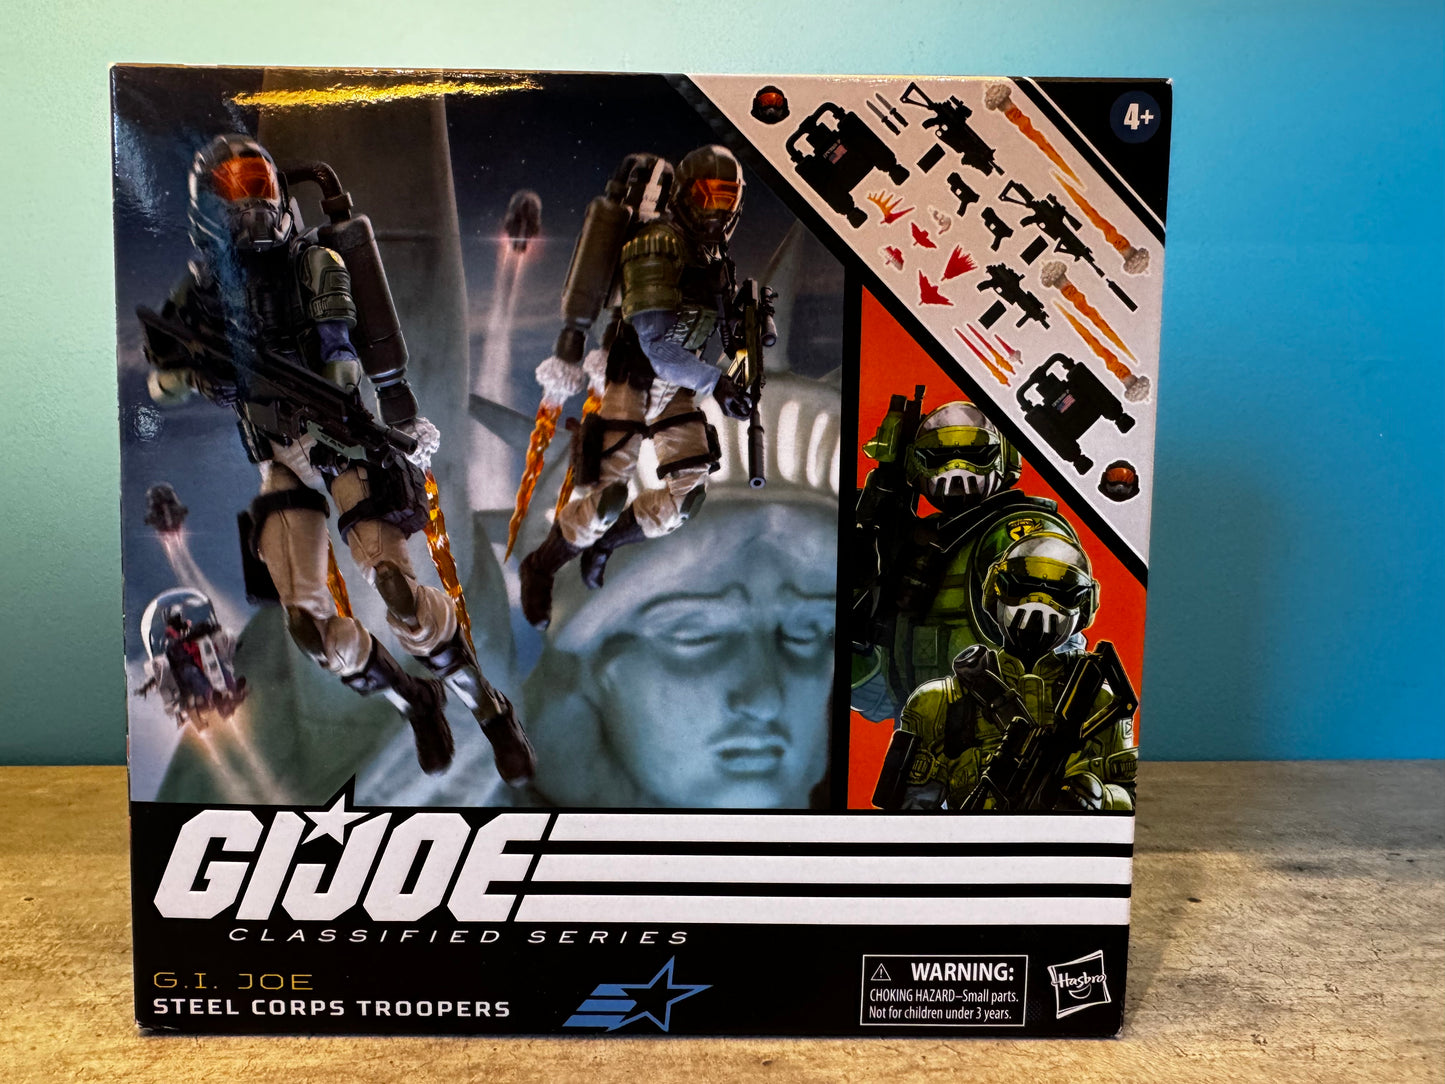 4+
G.I. JOE
CLASSIFIED SERIES
G.I. JOE
STEEL CORPS TROOPERS
WARNING:
CHOKING HAZARD–Small parts.
Not for children under 3 years.
Hasbro